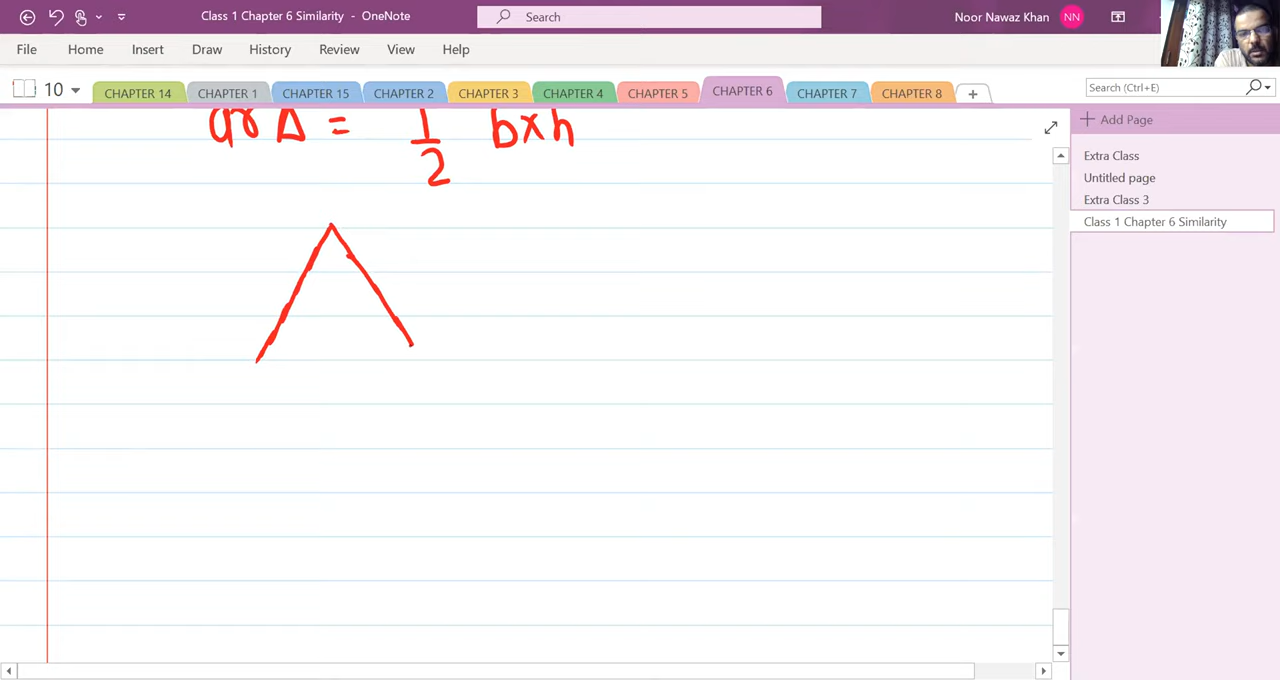 Class 1 Chapter 6 Similarity - OneNote
Search
Noor Nawaz Khan NN
File Home Insert Draw History Review View Help
10 CHAPTER 14 CHAPTER 1 CHAPTER 15 CHAPTER 2 CHAPTER 3 CHAPTER 4 CHAPTER 5 CHAPTER 6 CHAPTER 7 CHAPTER 8 +
Search (Ctrl+E)
Add Page
Extra Class
Untitled page
Extra Class 3
Class 1 Chapter 6 Similarity
ar Δ = 1/2 b×h